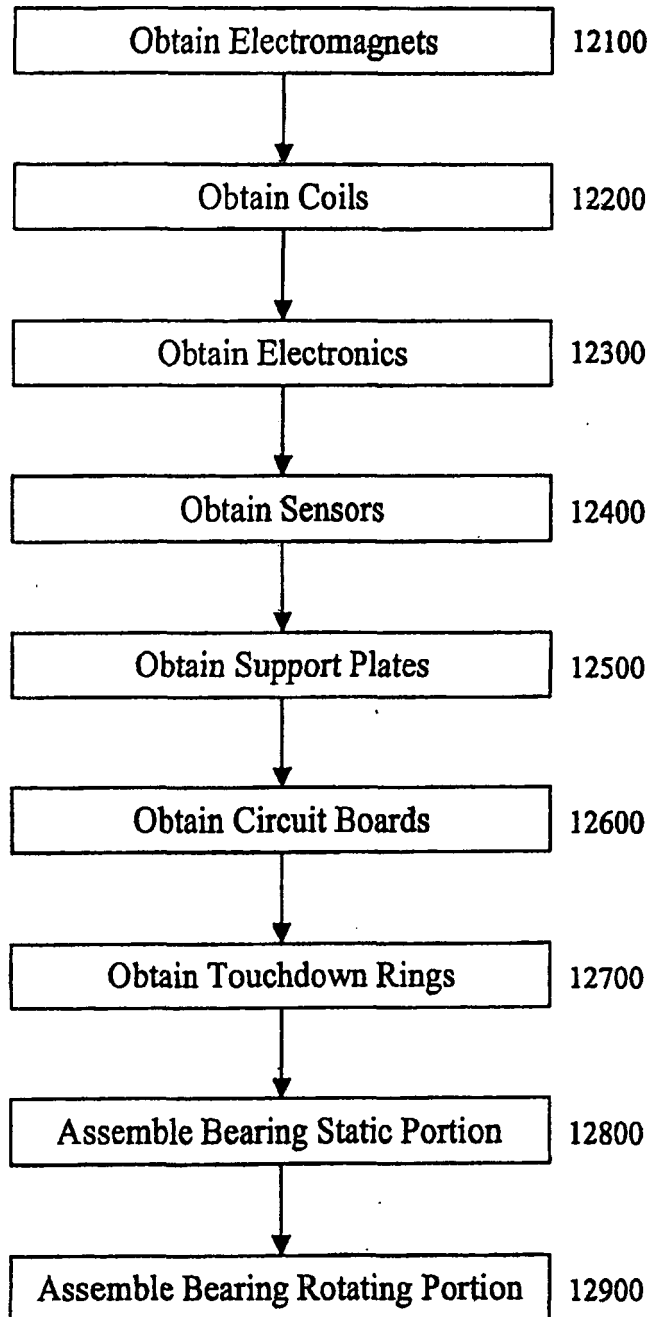 Obtain Electromagnets 12100
Obtain Coils 12200
Obtain Electronics 12300
Obtain Sensors 12400
Obtain Support Plates 12500
Obtain Circuit Boards 12600
Obtain Touchdown Rings 12700
Assemble Bearing Static Portion 12800
Assemble Bearing Rotating Portion 12900